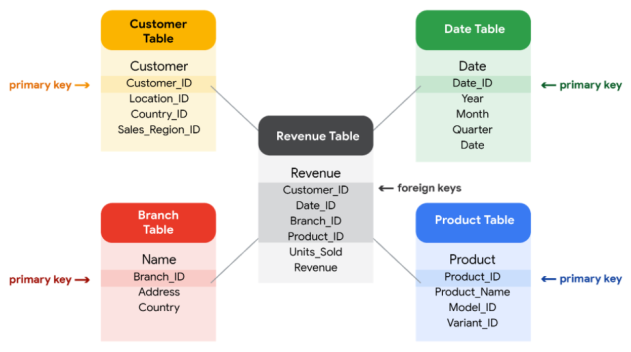 Customer
Table
Customer
Customer_ID
Location_ID
Country_ID
Sales_Region_ID
primary key
Date Table
Date
Date_ID
Year
Month
Quarter
Date
primary key
Revenue Table
Revenue
Customer_ID
Date_ID
Branch_ID
Product_ID
Units_Sold
Revenue
foreign keys
Branch
Table
Name
Branch_ID
Address
Country
primary key
Product Table
Product
Product_ID
Product_Name
Model_ID
Variant_ID
primary key